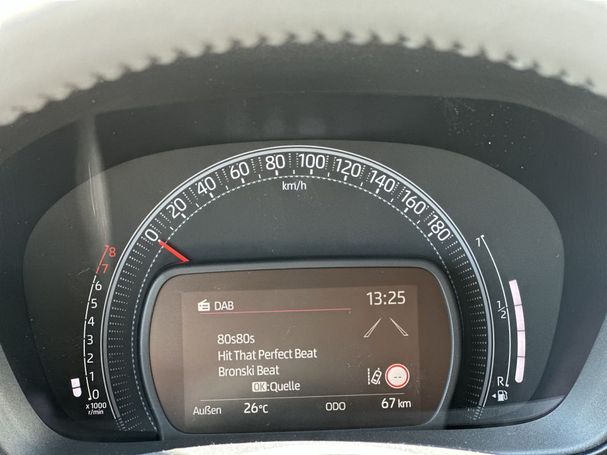 0 20 40 60 80 100 120 140 160 180
km/h
8
7
6
5
4
3
2
1
0
x 1000
r/min
1/1
1/2
R
DAB
13:25
80s80s
Hit That Perfect Beat
Bronski Beat
OK:Quelle
--
Außen 26°C ODO 67 km